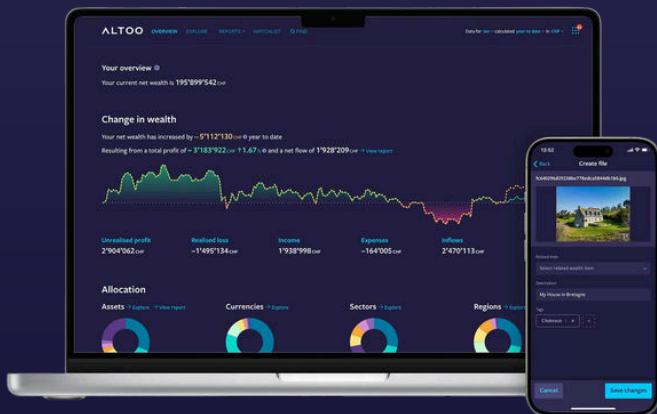 ALTOO OVERVIEW EXPLORE REPORTS WATCHLIST FIND
Your overview
Your current net wealth is 195'899'542 CHF
Change in wealth
Your net wealth has increased by ~5'112'130 CHF year to date
Resulting from a total profit of ~3'183'922 CHF ↑1.67 % and a net flow of 1'928'209 CHF → View report
Unrealised profit Realised loss Income Expenses Inflows
2'904'062 CHF −1'495'134 CHF 1'938'998 CHF −164'005 CHF 2'470'113 CHF
Allocation
Assets → Explore → View report Currencies → Explore Sectors → Explore Regions → Explore
13:52
Back Create file
Related item
Select related wealth item
Description
My House in Bretagne
Tags
Cancel Save changes